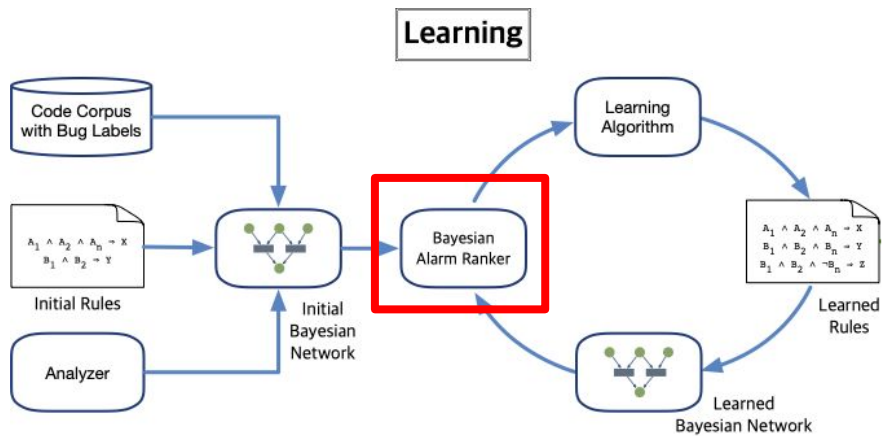 Learning
Code Corpus
with Bug Labels
A₁ ∧ A₂ ∧ Aₙ → X
B₁ ∧ B₂ → Y
Initial Rules
Analyzer
Initial
Bayesian
Network
Bayesian
Alarm Ranker
Learning
Algorithm
A₁ ∧ A₂ ∧ Aₙ → X
B₁ ∧ B₂ ∧ Bₙ → Y
B₁ ∧ B₂ ∧ ¬Bₙ → Z
Learned
Rules
Learned
Bayesian Network